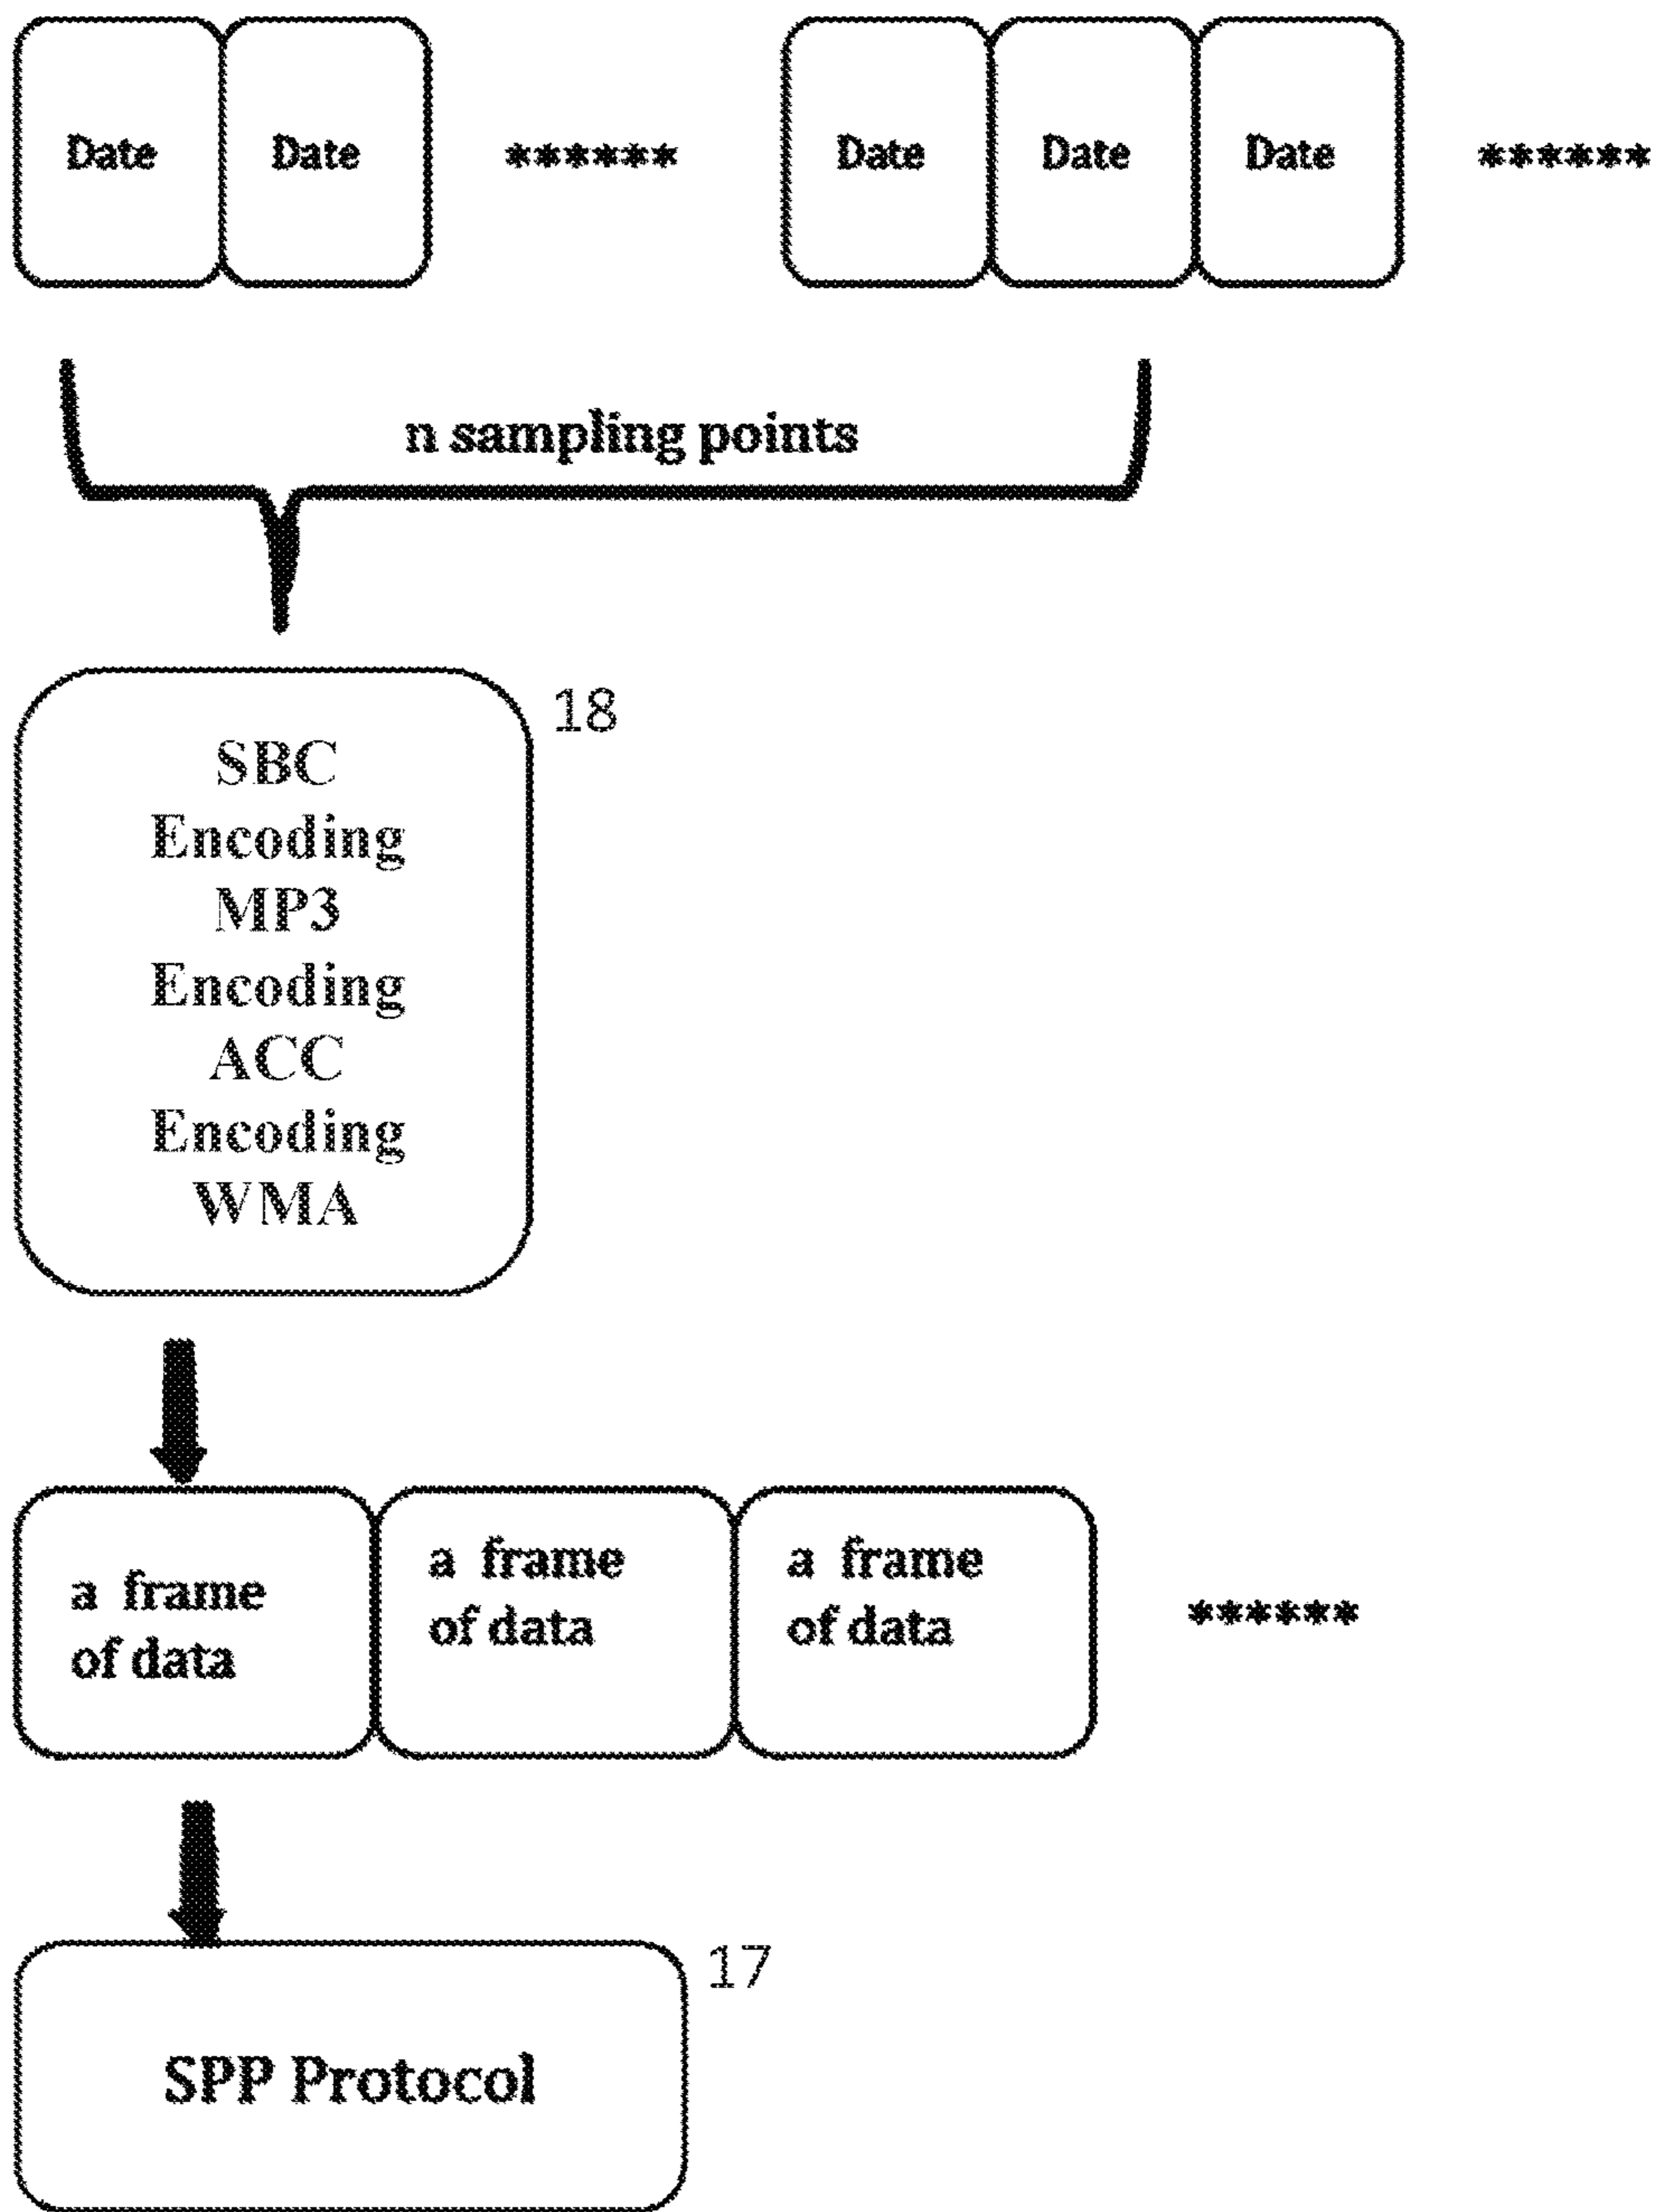 Date Date ****** Date Date Date ******
n sampling points
18
SBC
Encoding
MP3
Encoding
ACC
Encoding
WMA
a frame
of data
a frame
of data
a frame
of data
******
17
SPP Protocol